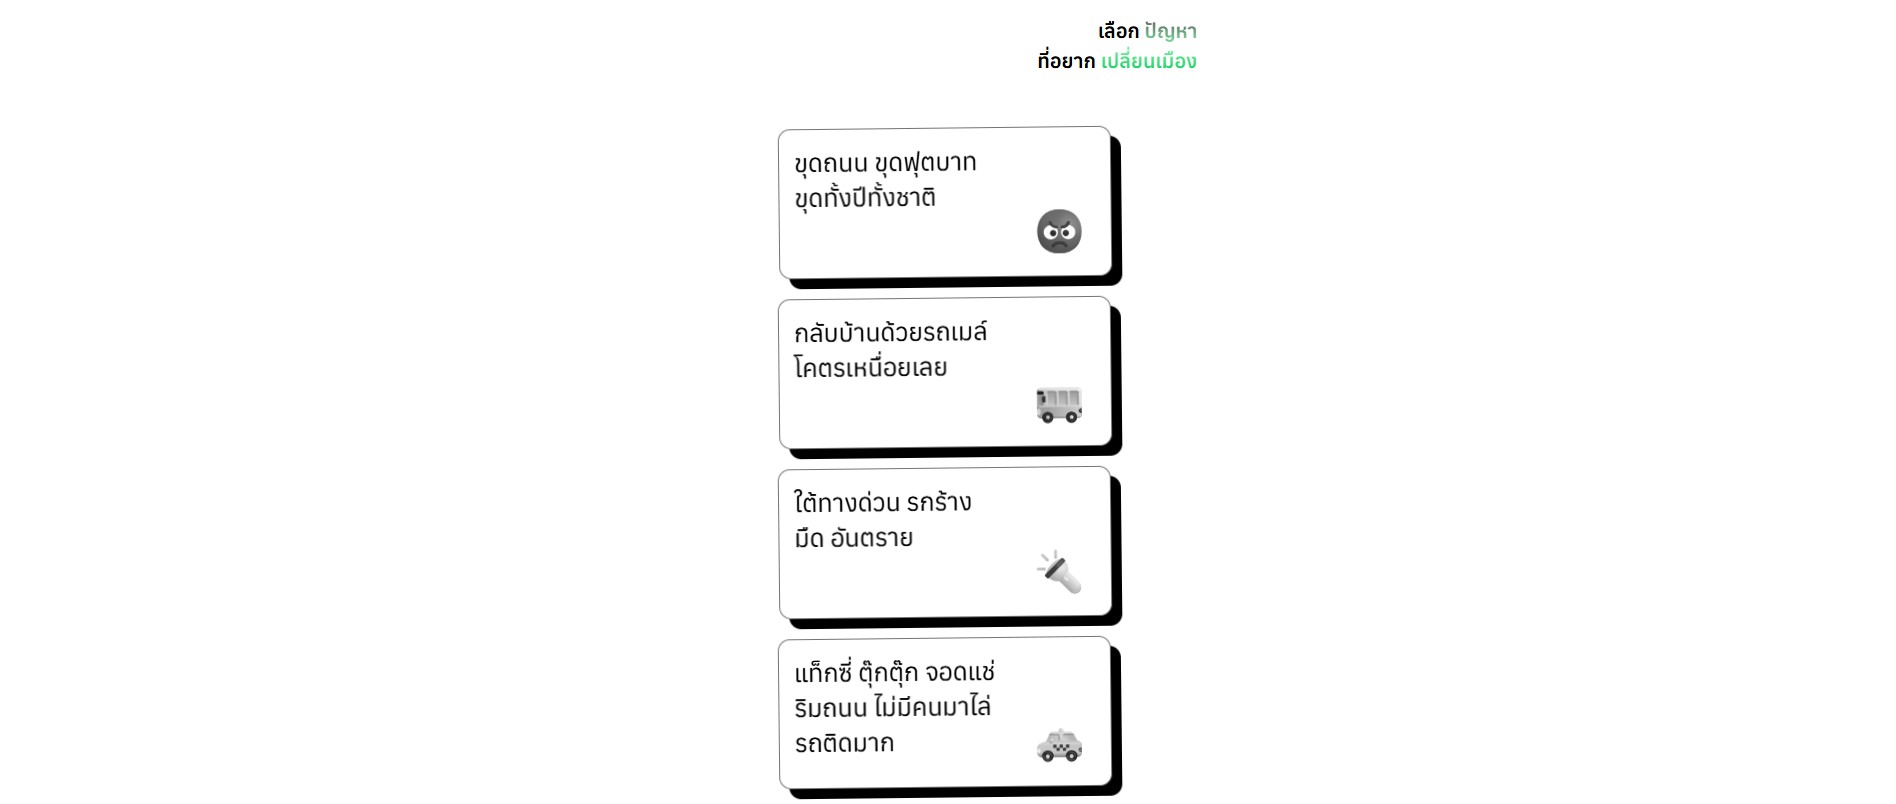 เลือก ปัญหา
ที่อยาก เปลี่ยนเมือง
ขุดถนน ขุดฟุตบาท
ขุดทั้งปีทั้งชาติ
กลับบ้านด้วยรถเมล์
โคตรเหนื่อยเลย
ใต้ทางด่วน รกร้าง
มืด อันตราย
แท็กซี่ ตุ๊กตุ๊ก จอดแช่
ริมถนน ไม่มีคนมาไล่
รถติดมาก